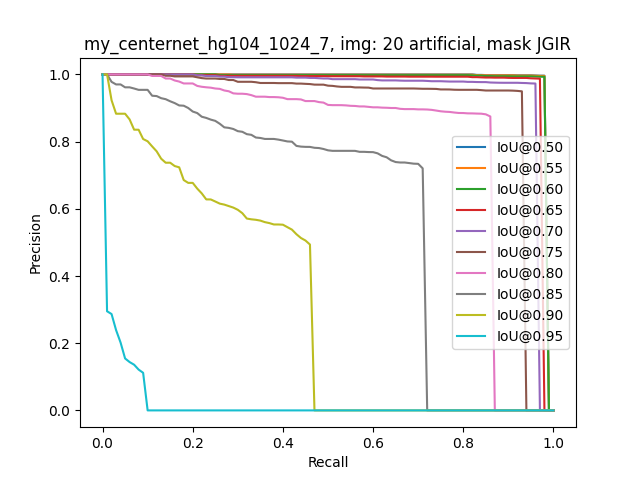 my_centernet_hg104_1024_7, img: 20 artificial, mask JGIR
1.0
0.8
0.6
0.4
0.2
0.0
Precision
IoU@0.50
IoU@0.55
IoU@0.60
IoU@0.65
IoU@0.70
IoU@0.75
IoU@0.80
IoU@0.85
IoU@0.90
IoU@0.95
0.0 0.2 0.4 0.6 0.8 1.0
Recall